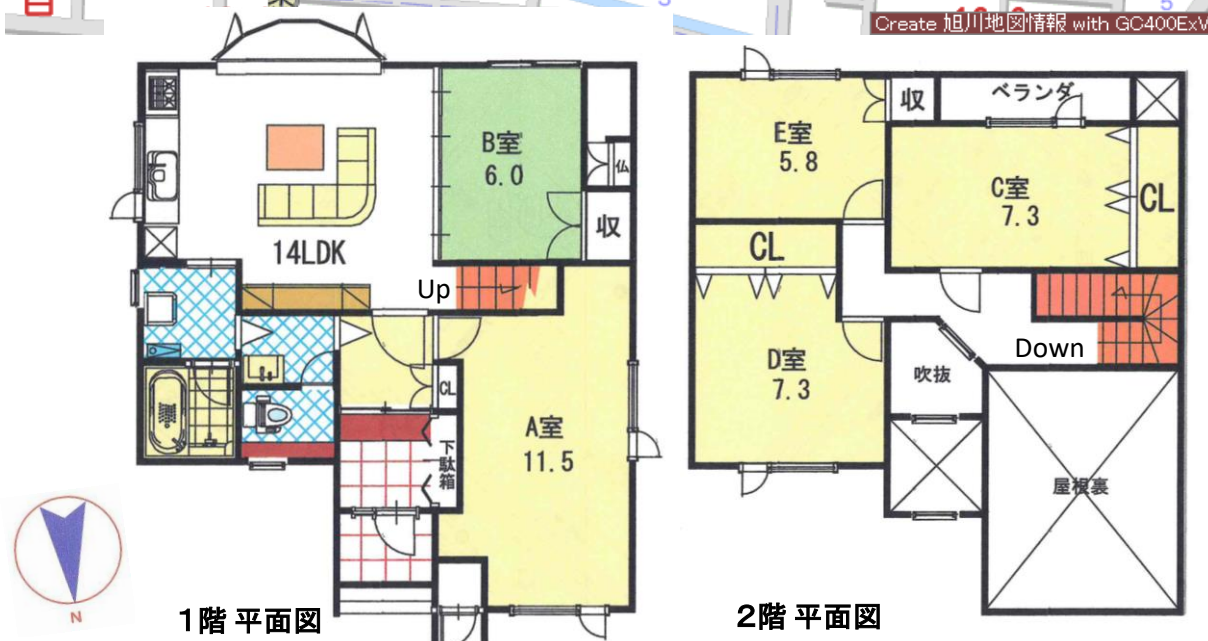 Create 旭川地図情報 with GC400ExV
B室
6.0
仏
収
14LDK
Up
CL
下駄箱
A室
11.5
N
1階 平面図
E室
5.8
収
ベランダ
C室
7.3
CL
CL
D室
7.3
Down
吹抜
屋根裏
2階 平面図